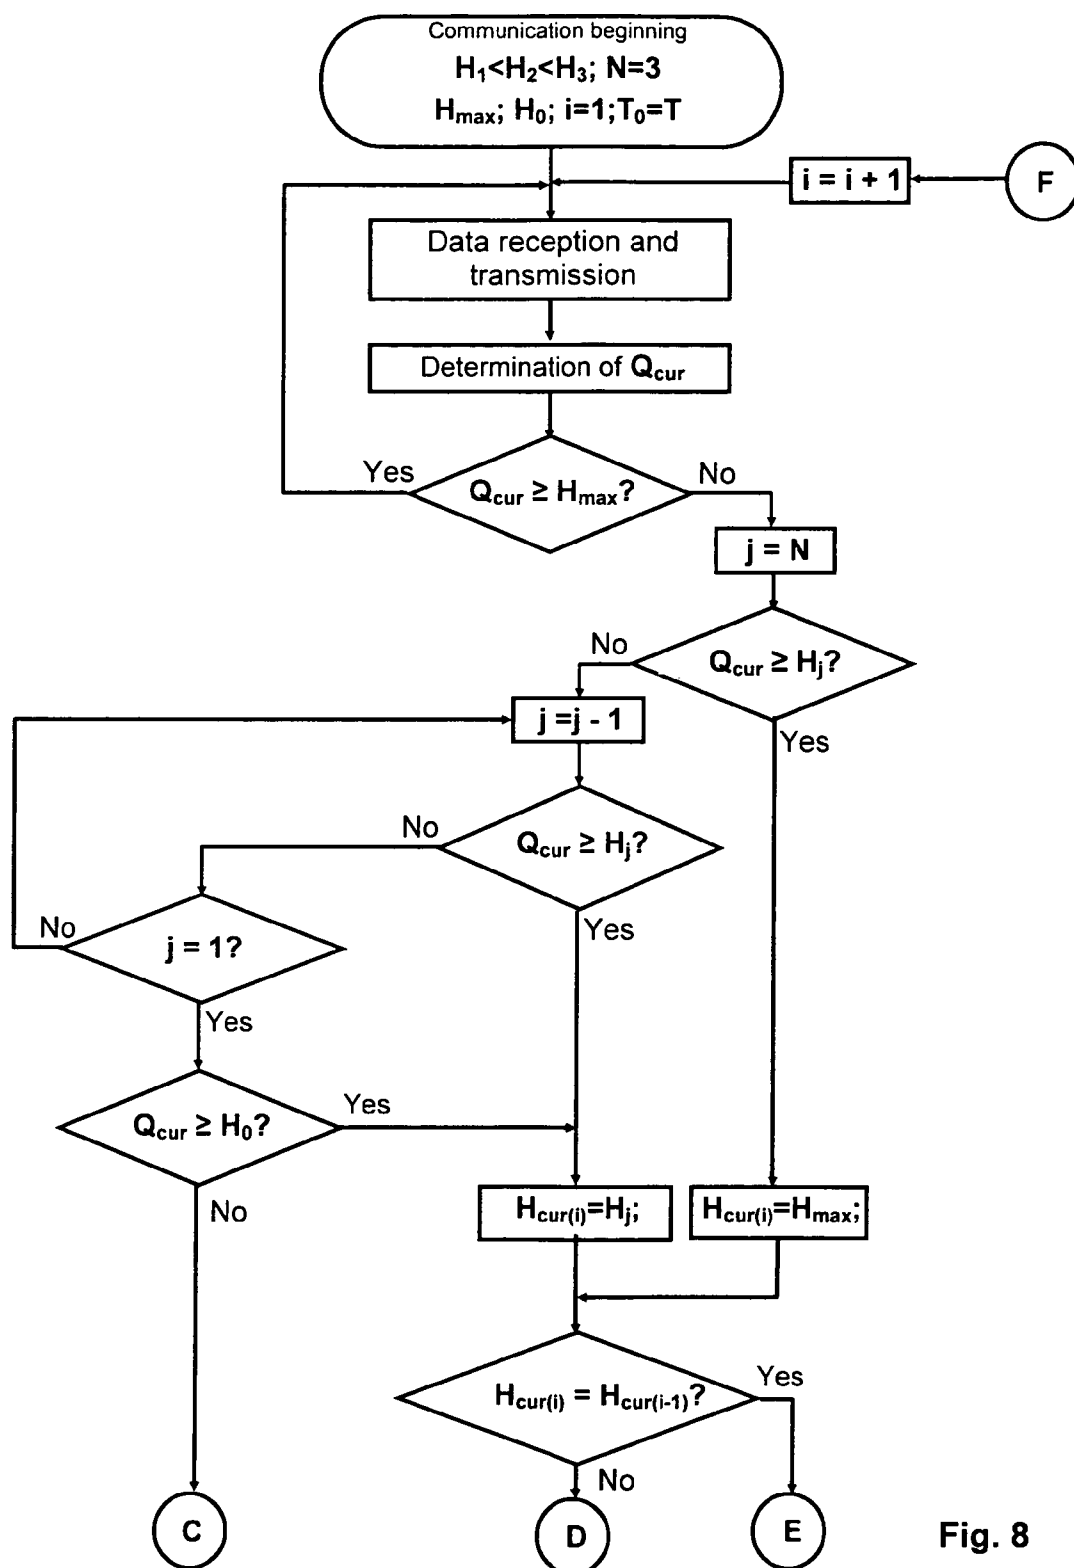 Communication beginning
H₁<H₂<H₃; N=3
Hₘₐₓ; H₀; i=1;T₀=T
i = i + 1
F
Data reception and
transmission
Determination of Q_cur
Yes
Q_cur ≥ H_max?
No
j = N
No
Q_cur ≥ H_j?
Yes
j =j - 1
No
Q_cur ≥ H_j?
Yes
No
j = 1?
Yes
Q_cur ≥ H₀?
Yes
No
H_cur(i)=H_j;
H_cur(i)=H_max;
H_cur(i) = H_cur(i-1)?
Yes
No
C
D
E
Fig. 8